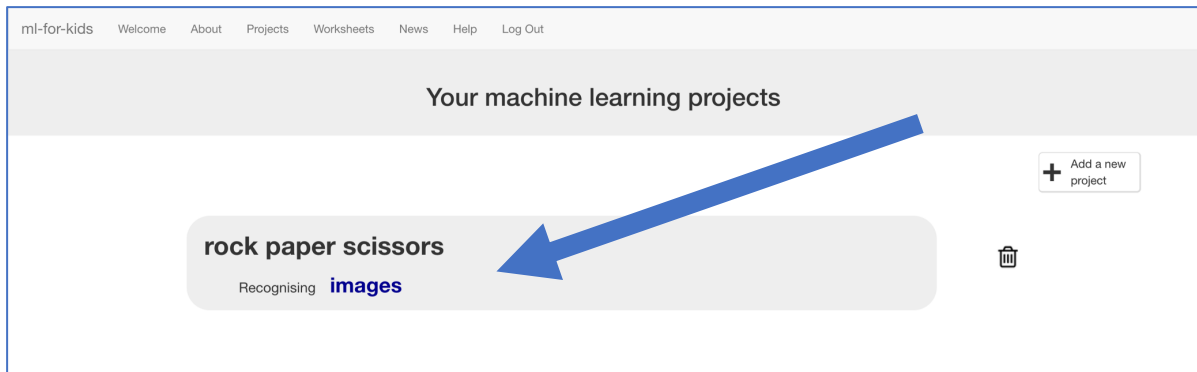 ml-for-kids Welcome About Projects Worksheets News Help Log Out
Your machine learning projects
Add a new
project
rock paper scissors
Recognising images